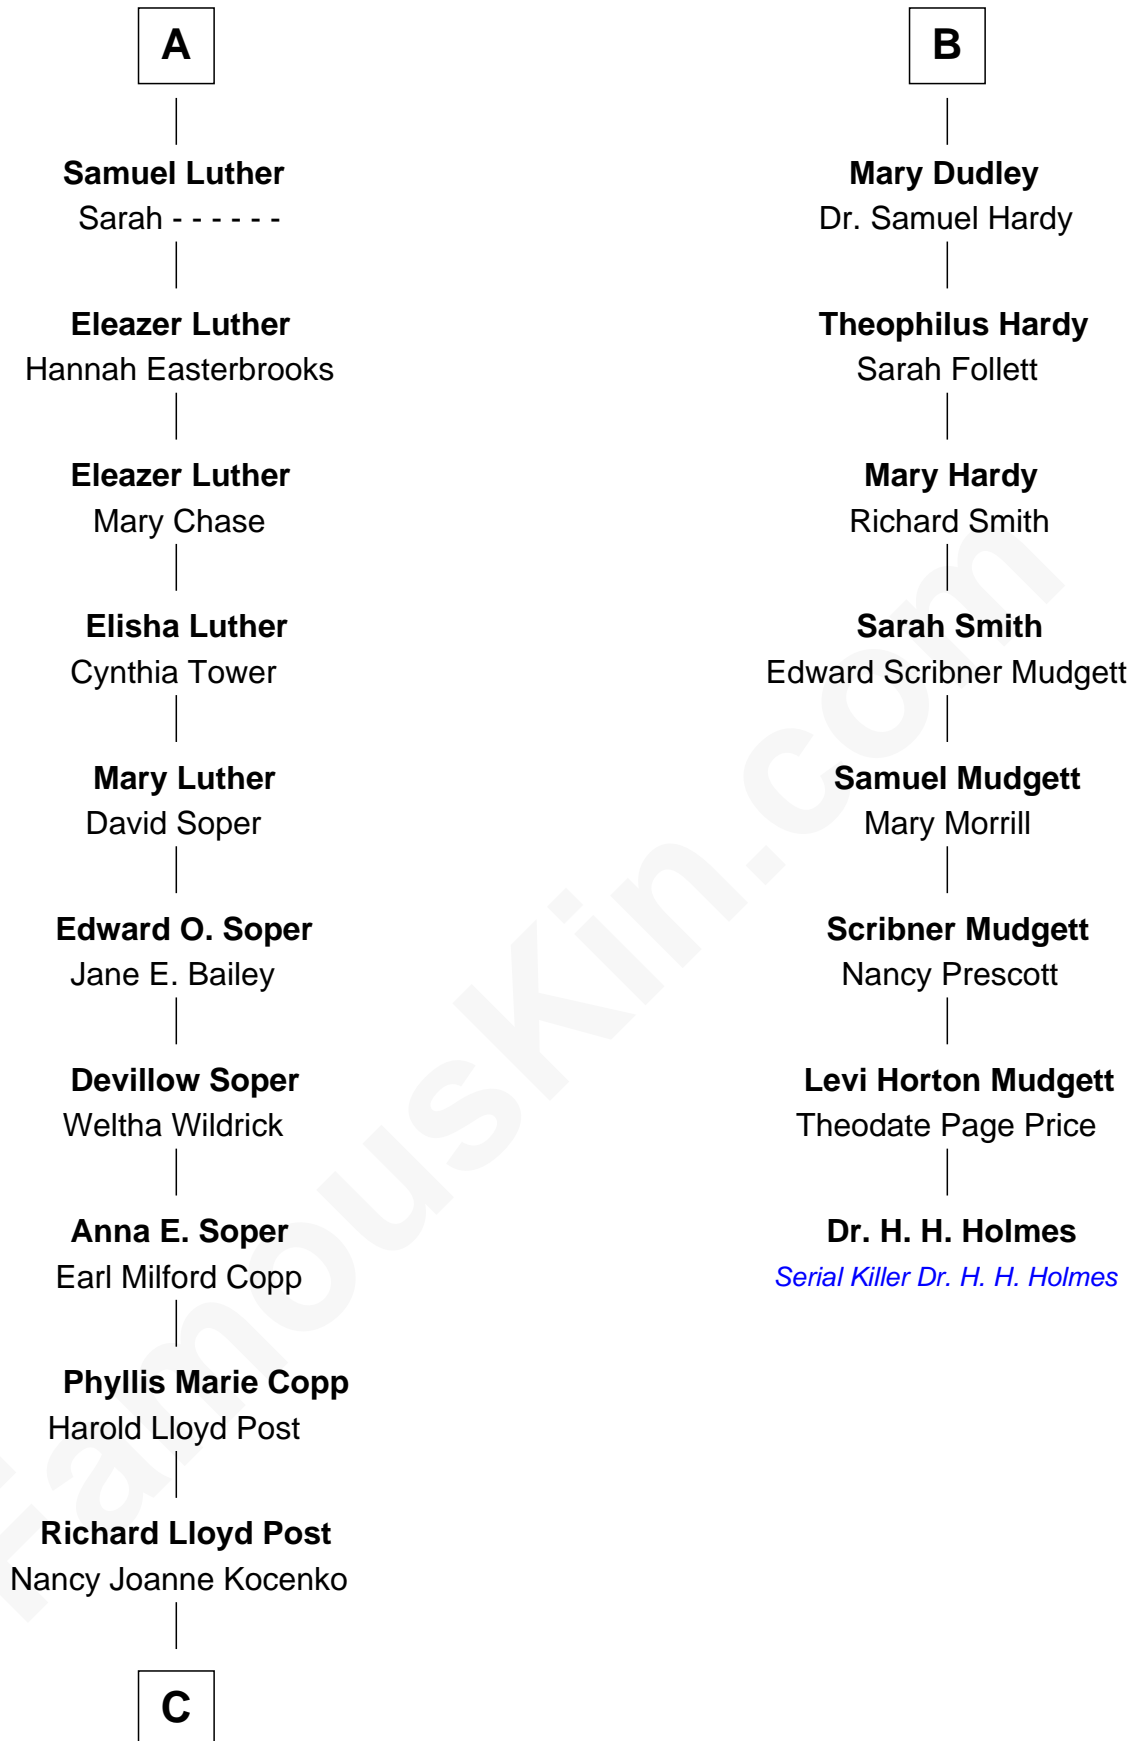 A
Samuel Luther
Sarah - - - - - -
Eleazer Luther
Hannah Easterbrooks
Eleazer Luther
Mary Chase
Elisha Luther
Cynthia Tower
Mary Luther
David Soper
Edward O. Soper
Jane E. Bailey
Devillow Soper
Weltha Wildrick
Anna E. Soper
Earl Milford Copp
Phyllis Marie Copp
Harold Lloyd Post
Richard Lloyd Post
Nancy Joanne Kocenko
C
B
Mary Dudley
Dr. Samuel Hardy
Theophilus Hardy
Sarah Follett
Mary Hardy
Richard Smith
Sarah Smith
Edward Scribner Mudgett
Samuel Mudgett
Mary Morrill
Scribner Mudgett
Nancy Prescott
Levi Horton Mudgett
Theodate Page Price
Dr. H. H. Holmes
Serial Killer Dr. H. H. Holmes
FamousKin.com